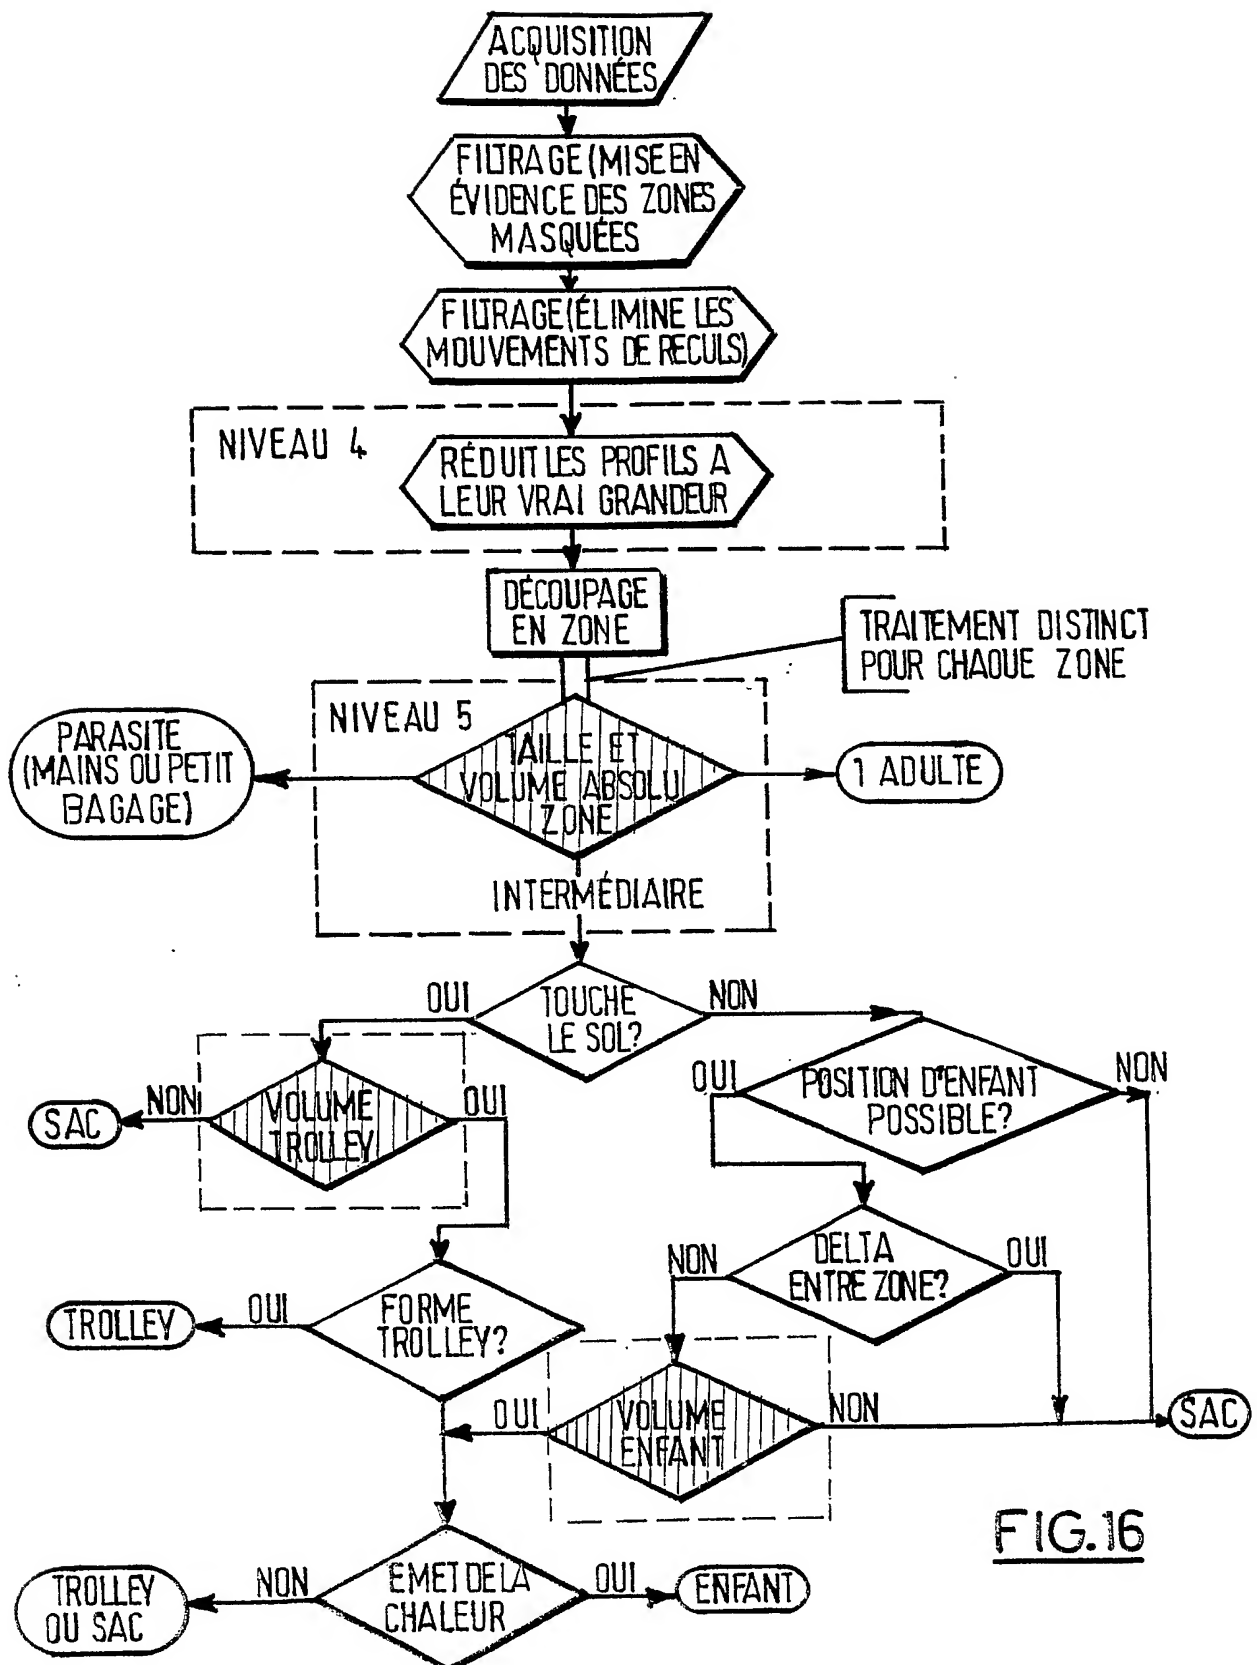 ACQUISITION
DES DONNÉES
FILTRAGE (MISE EN
ÉVIDENCE DES ZONES
MASQUÉES
FILTRAGE (ÉLIMINE LES
MOUVEMENTS DE RECULS)
NIVEAU 4
RÉDUIT LES PROFILS A
LEUR VRAI GRANDEUR
DÉCOUPAGE
EN ZONE
TRAITEMENT DISTINCT
POUR CHAQUE ZONE
NIVEAU 5
PARASITE
(MAINS OU PETIT
BAGAGE)
TAILLE ET
VOLUME ABSOLU
ZONE
1 ADULTE
INTERMÉDIAIRE
OUI
TOUCHE
LE SOL?
NON
SAC
NON
VOLUME
TROLLEY
OUI
OUI
POSITION D'ENFANT
POSSIBLE?
NON
NON
DELTA
ENTRE ZONE?
OUI
TROLLEY
OUI
FORME
TROLLEY?
OUI
VOLUME
ENFANT
NON
SAC
FIG.16
TROLLEY
OU SAC
NON
EMET DE LA
CHALEUR
OUI
ENFANT